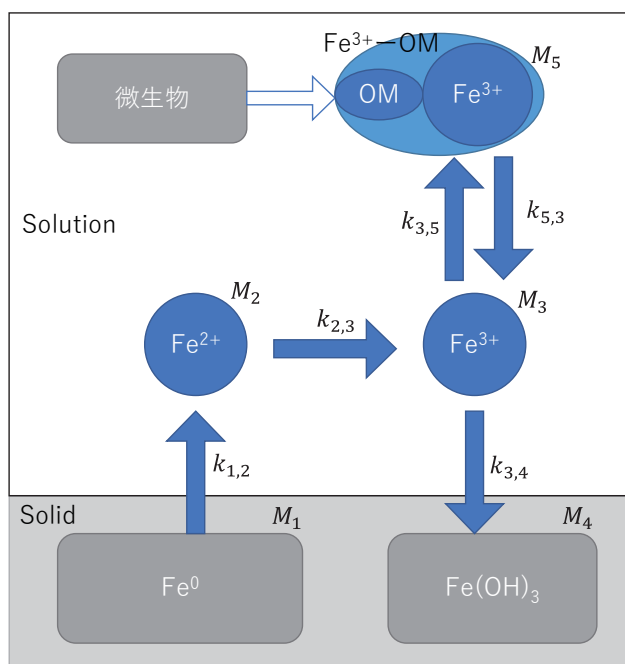 Fe³⁺—OM
M₅
微生物
OM
Fe³⁺
k₃,₅
k₅,₃
Solution
M₂
M₃
k₂,₃
Fe²⁺
Fe³⁺
k₁,₂
k₃,₄
Solid
M₁
M₄
Fe⁰
Fe(OH)₃